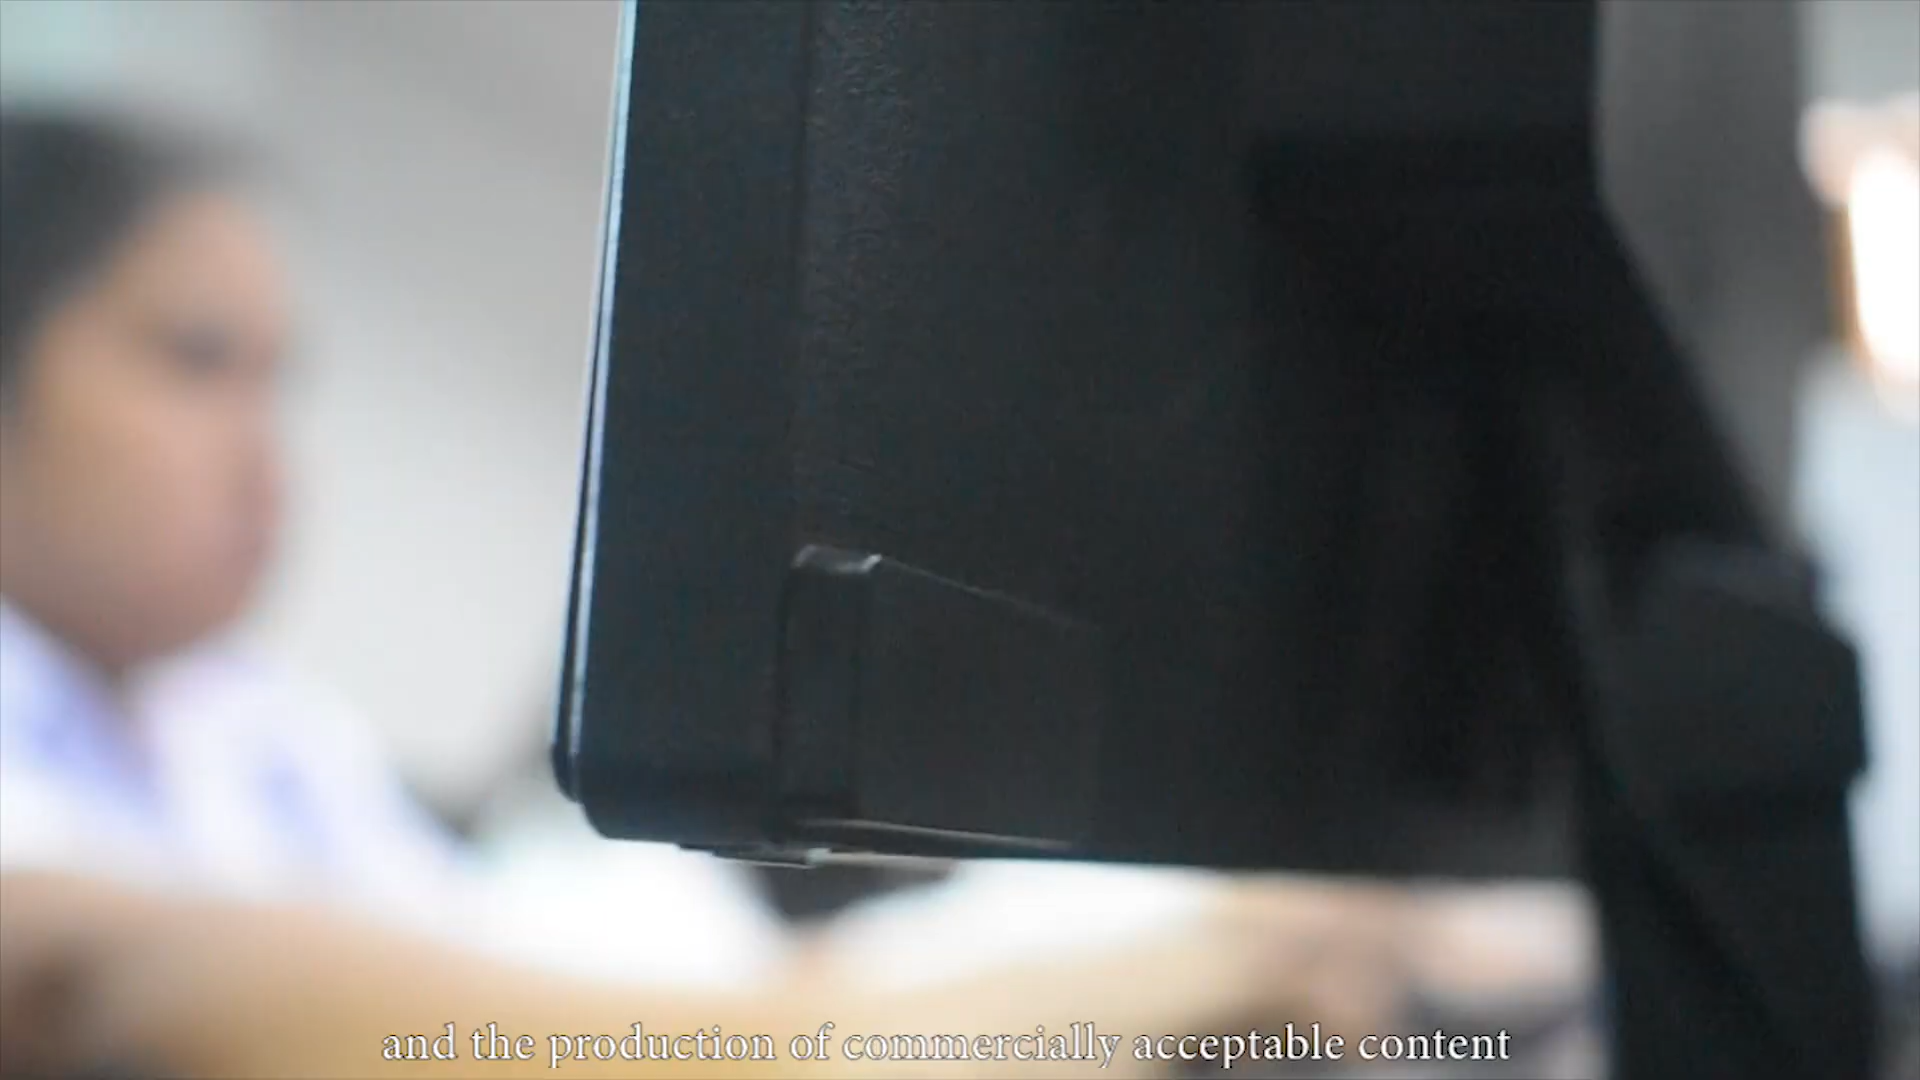 and the production of commercially acceptable content